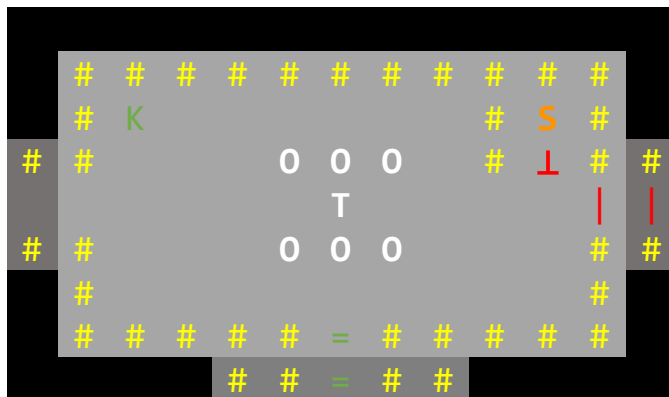 # # # # # # # # # # #
# K # S #
# # O O O # ⊥ # #
T | |
# # O O O # #
# #
# # # # # = # # # # #
# # = # #